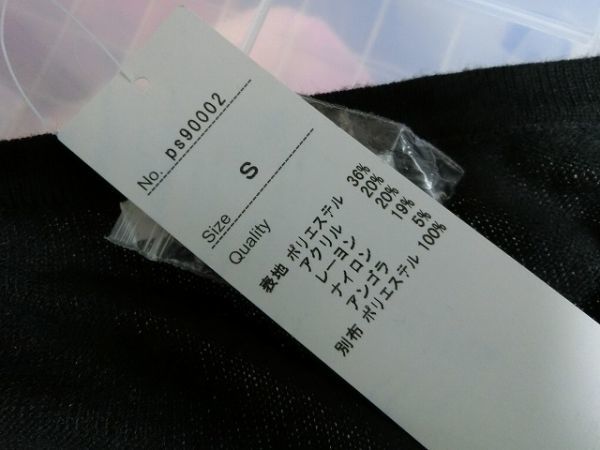 No. ps90002
Size S
Quality
表地 ポリエステル 36%
アクリル 20%
レーヨン 20%
ナイロン 19%
アンゴラ 5%
別布 ポリエステル 100%